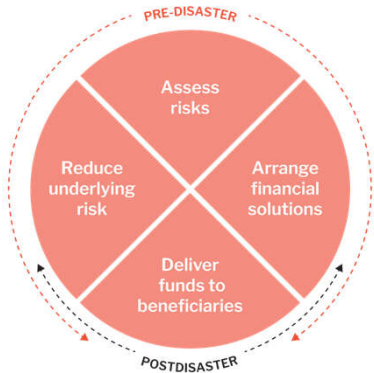 PRE-DISASTER
Assess
risks
Reduce
underlying
risk
Arrange
financial
solutions
Deliver
funds to
beneficiaries
POSTDISASTER